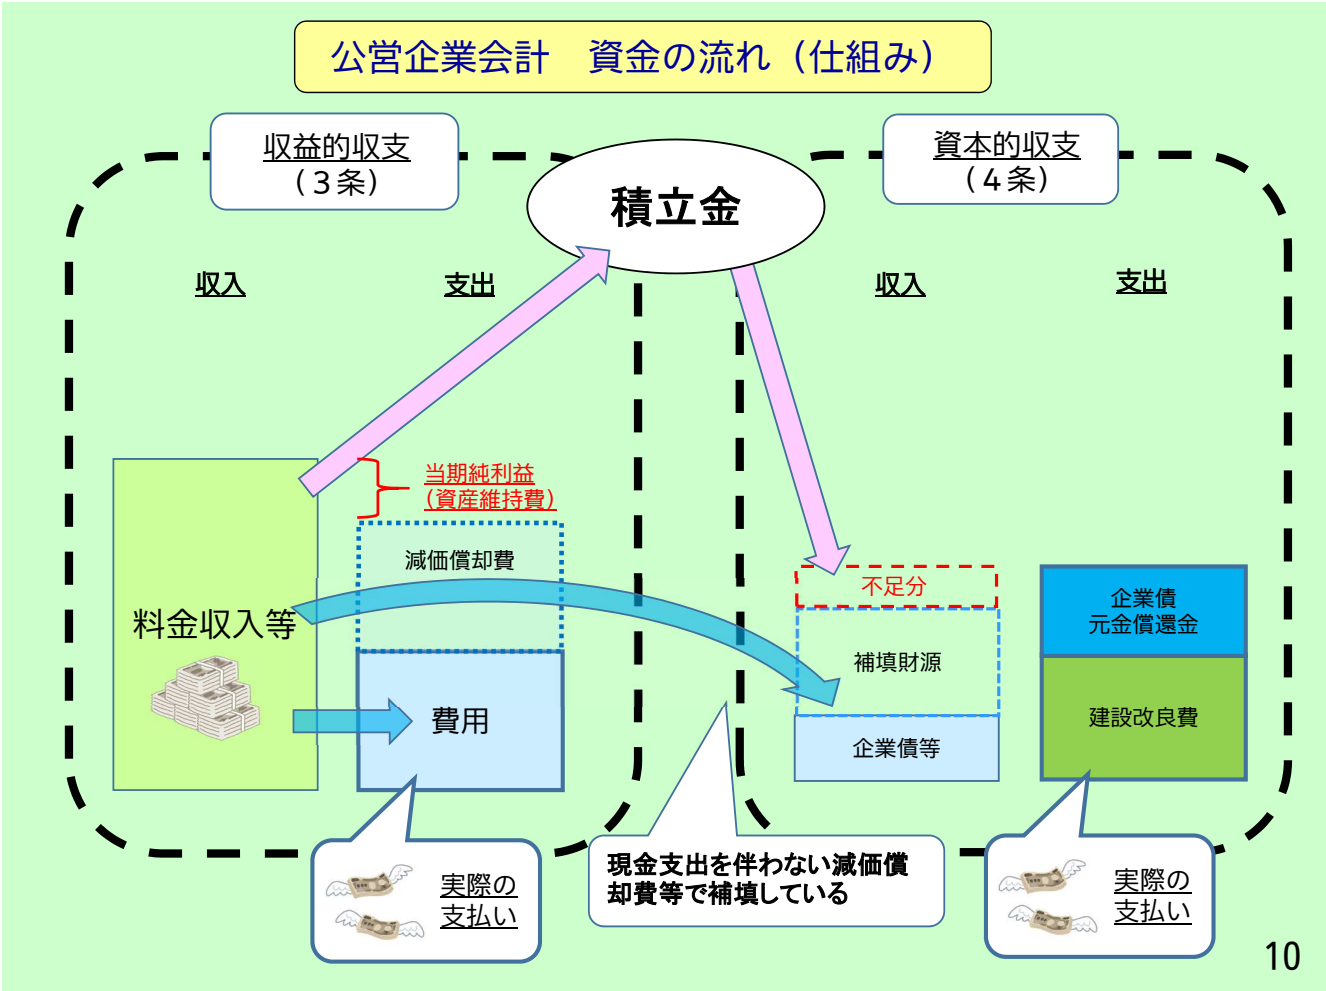 公営企業会計　資金の流れ（仕組み）
収益的収支
（３条）
資本的収支
（４条）
積立金
収入
支出
収入
支出
当期純利益
（資産維持費）
減価償却費
料金収入等
費用
不足分
補填財源
企業債等
企業債
元金償還金
建設改良費
実際の
支払い
現金支出を伴わない減価償
却費等で補填している
実際の
支払い
10